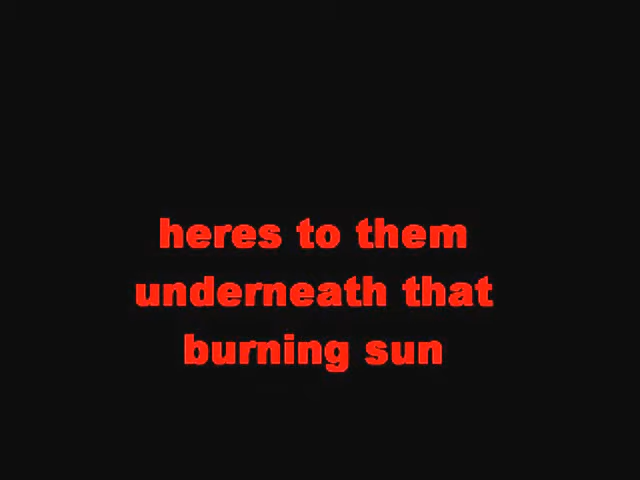 heres to them
underneath that
burning sun